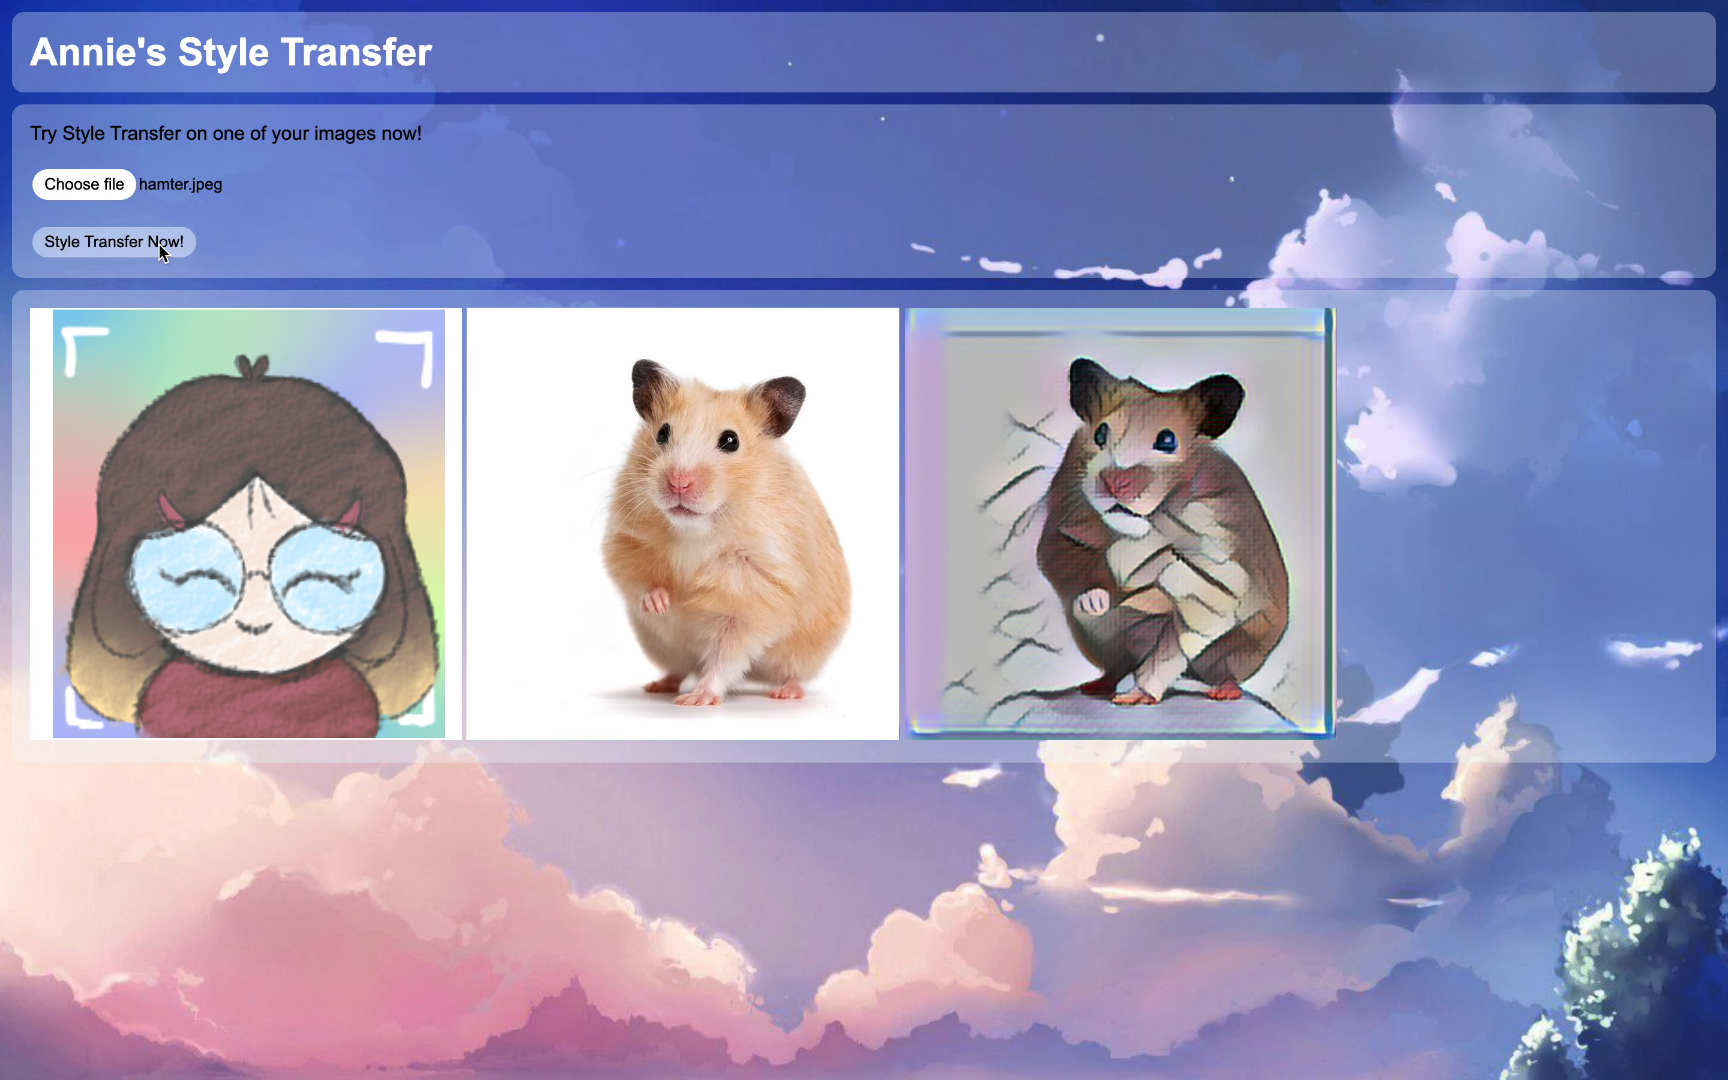 Annie's Style Transfer
Try Style Transfer on one of your images now!
Choose file hamter.jpeg
Style Transfer Now!